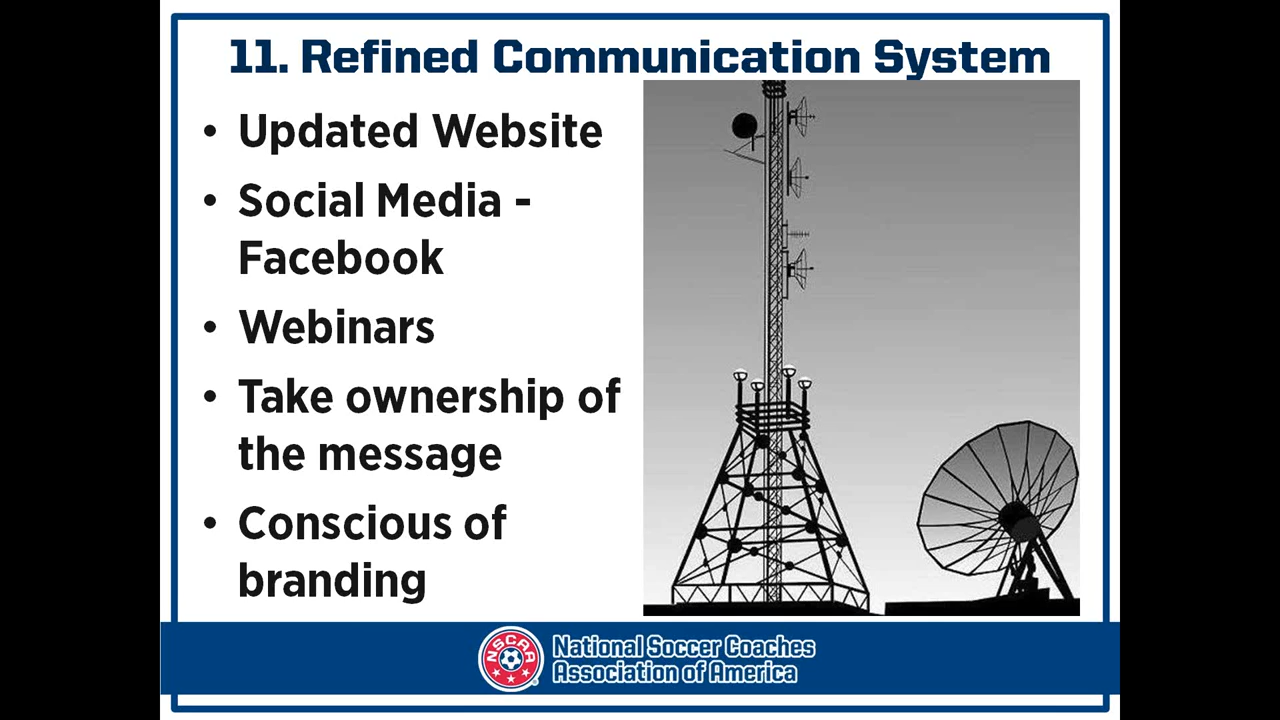 11. Refined Communication System
• Updated Website
• Social Media -
Facebook
• Webinars
• Take ownership of
the message
• Conscious of
branding
NSCAA
National Soccer Coaches
Association of America